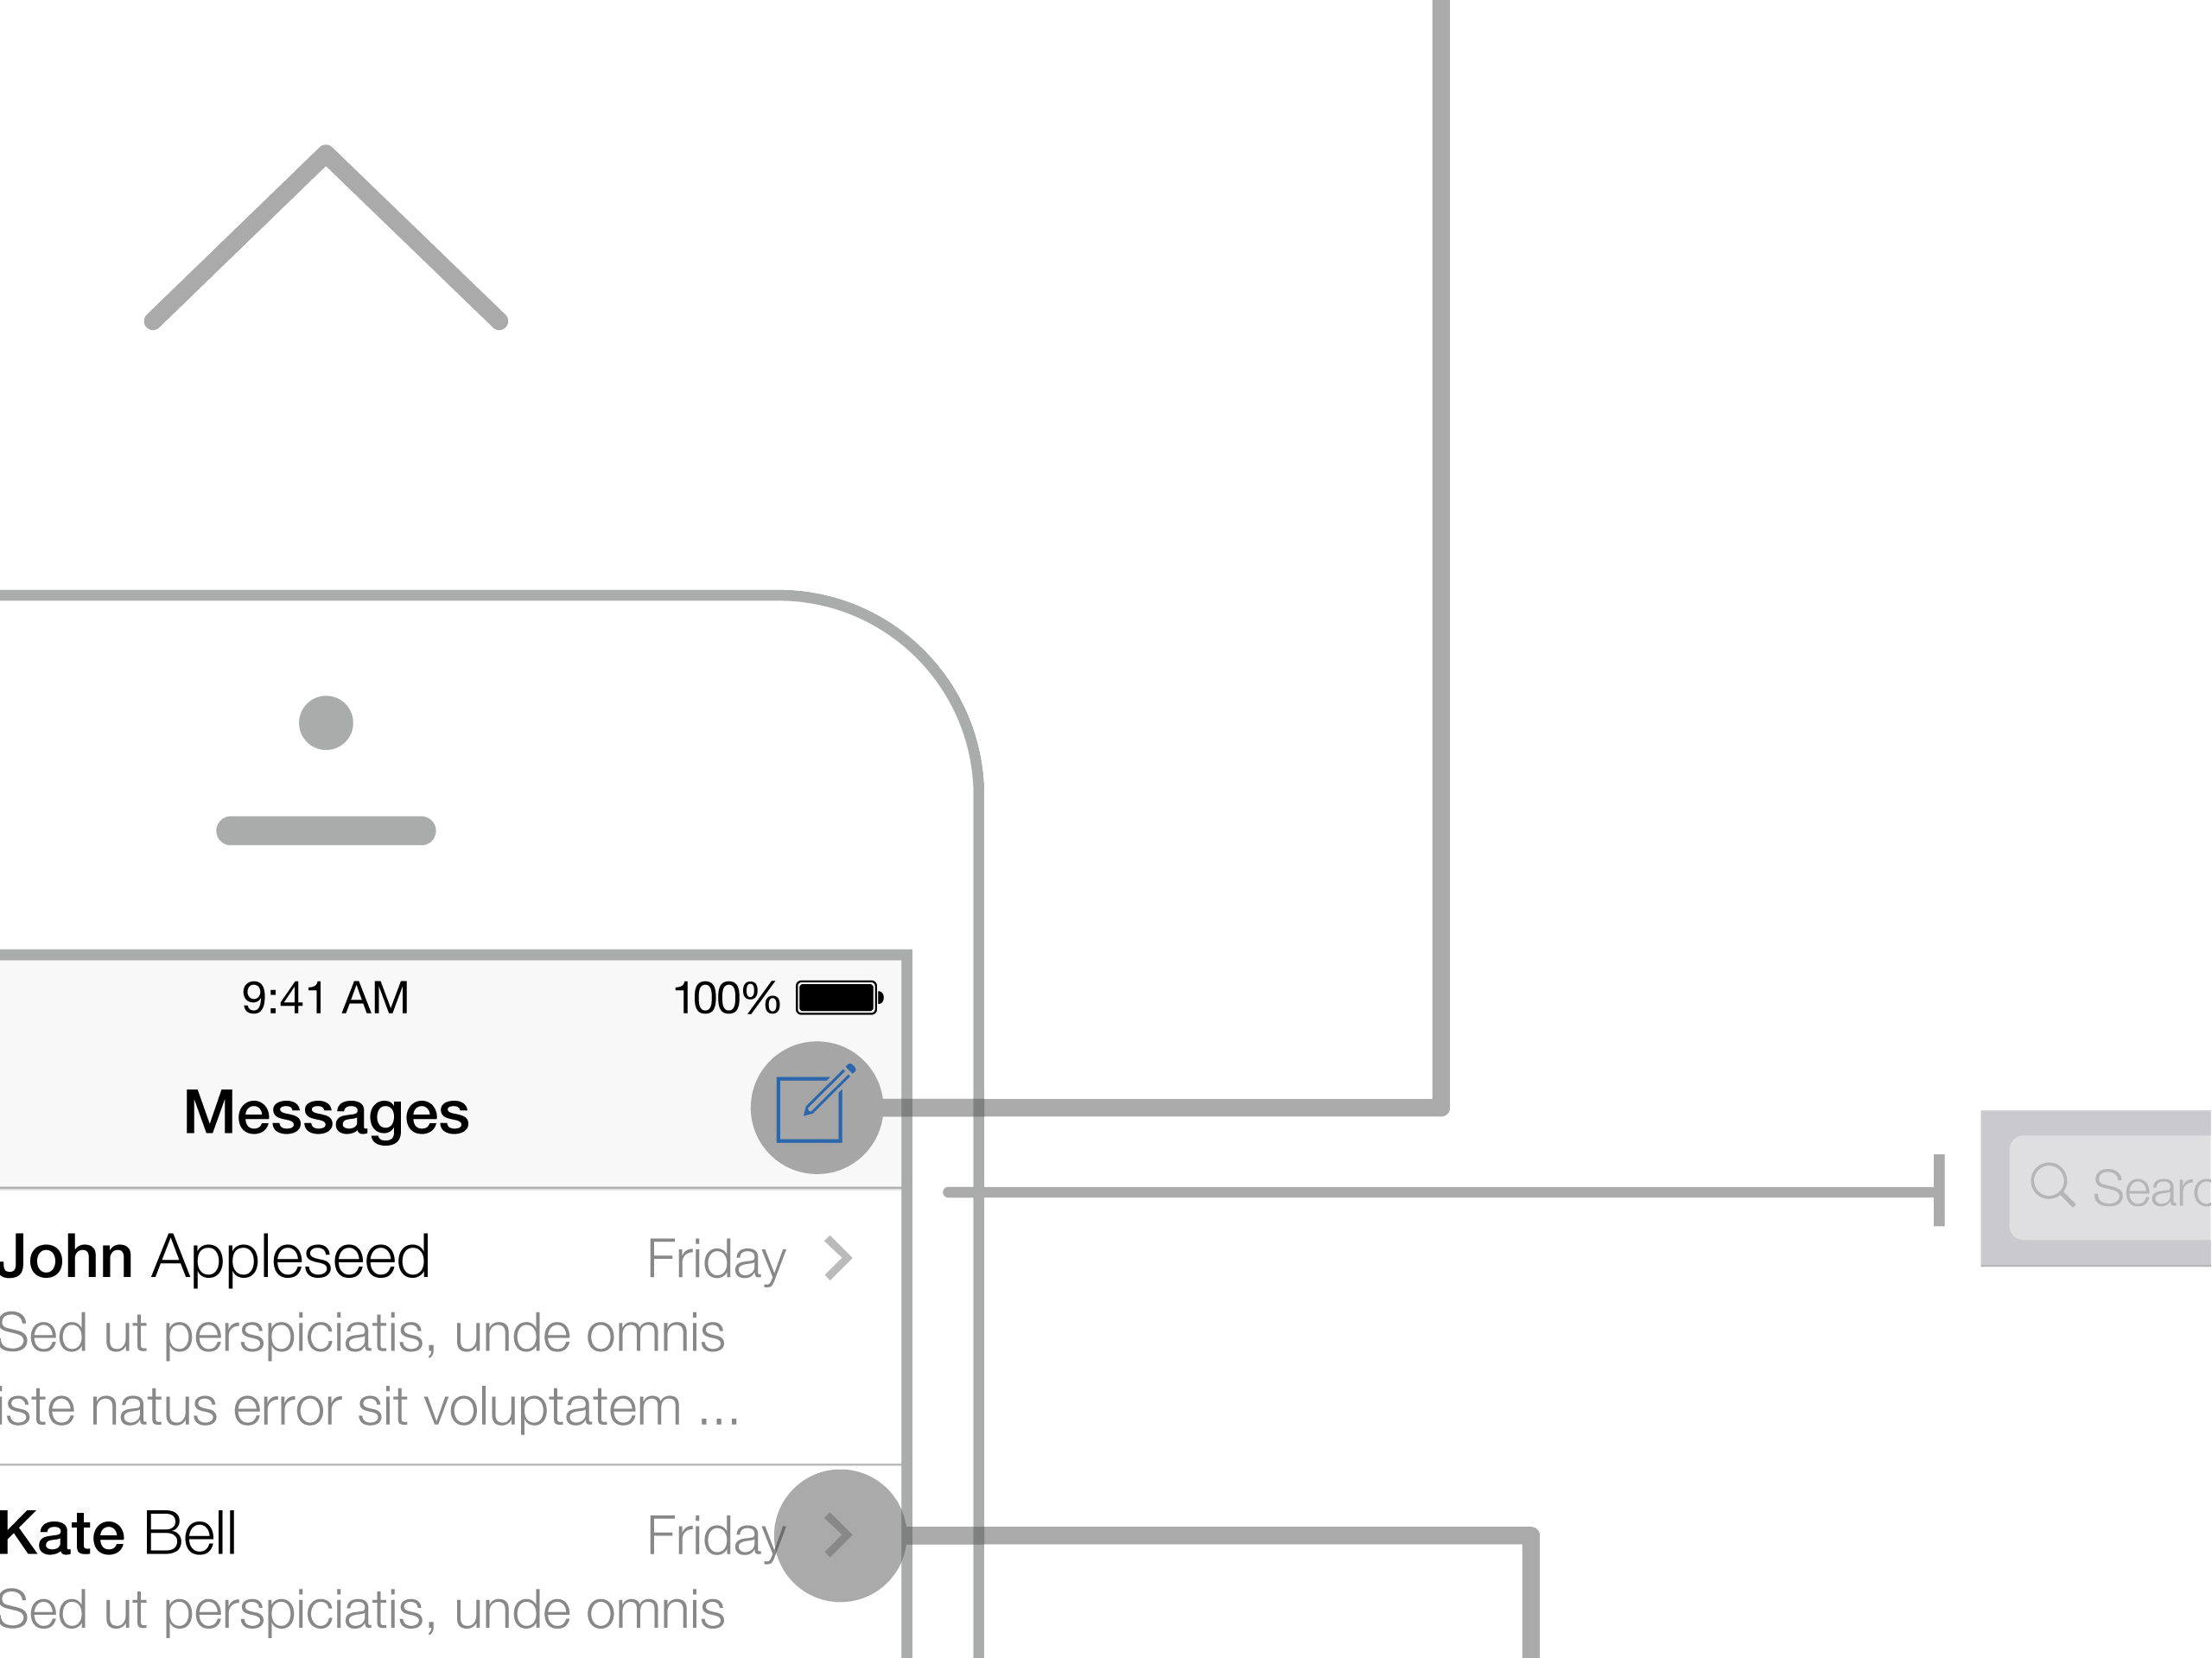 9:41 AM 100%
Messages
John Appleseed Friday
Sed ut perspiciatis, unde omnis
iste natus error sit voluptatem ...
Kate Bell Friday
Sed ut perspiciatis, unde omnis